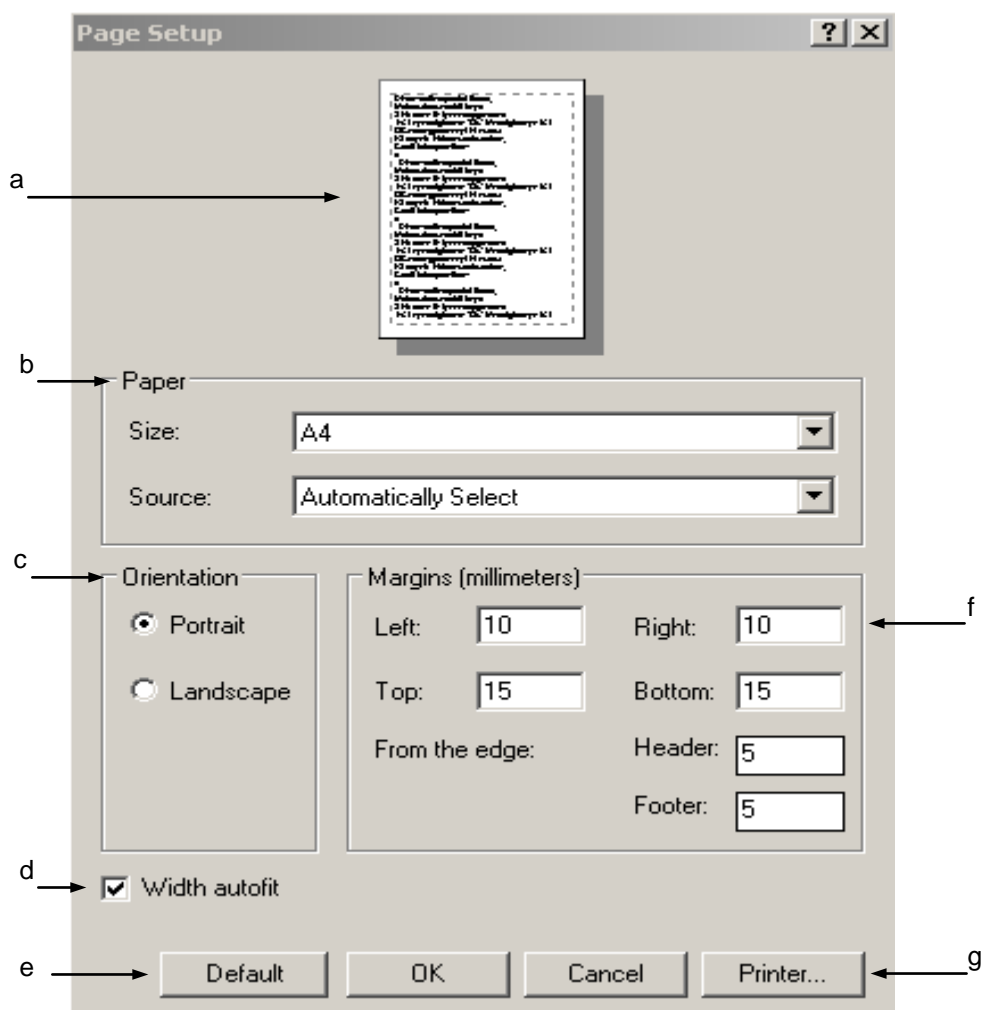 Page Setup ? X
a
b
Paper
Size: A4
Source: Automatically Select
c
Orientation Margins (millimeters)
Portrait Left: 10 Right: 10 f
Landscape Top: 15 Bottom: 15
From the edge: Header: 5
Footer: 5
d
Width autofit
e Default OK Cancel Printer... g